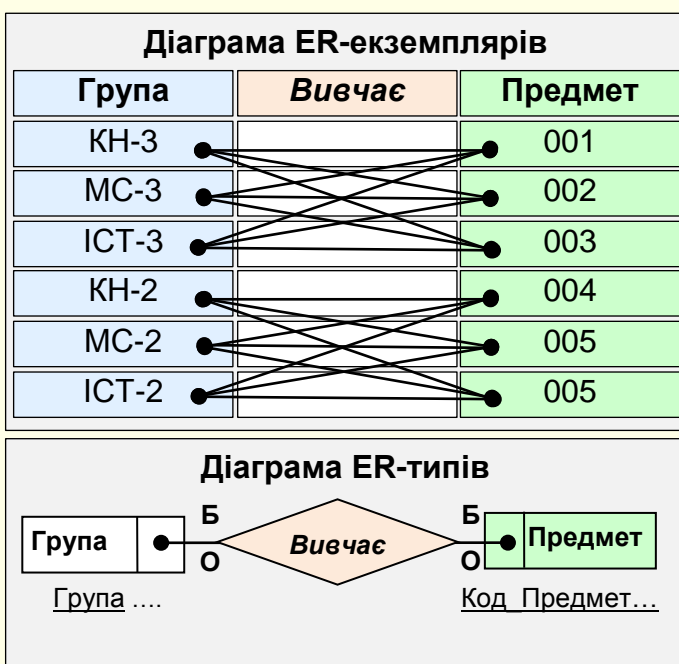 Діаграма ER-екземплярів
Група Вивчає Предмет
КН-3 001
МС-3 002
ІСТ-3 003
КН-2 004
МС-2 005
ІСТ-2 005
Діаграма ER-типів
Б Б
Група Вивчає Предмет
О О
Група .... Код_Предмет...